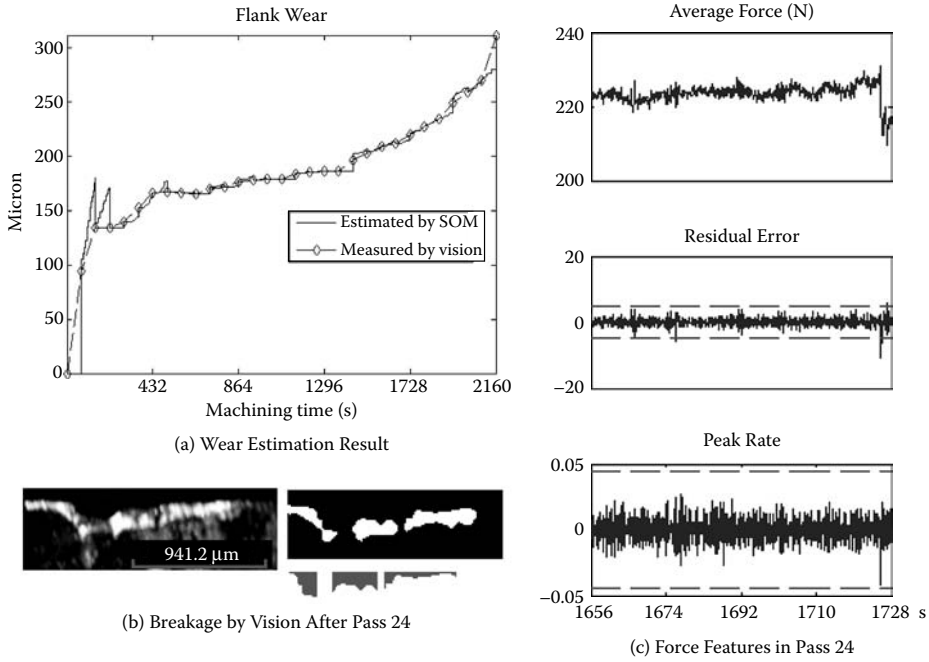 Flank Wear
300
250
200
150
100
50
0
Micron
Estimated by SOM
Measured by vision
432
864
1296
1728
2160
Machining time (s)
(a) Wear Estimation Result
941.2 µm
(b) Breakage by Vision After Pass 24
Average Force (N)
240
220
200
Residual Error
20
0
−20
Peak Rate
0.05
0
−0.05
1656
1674
1692
1710
1728 s
(c) Force Features in Pass 24